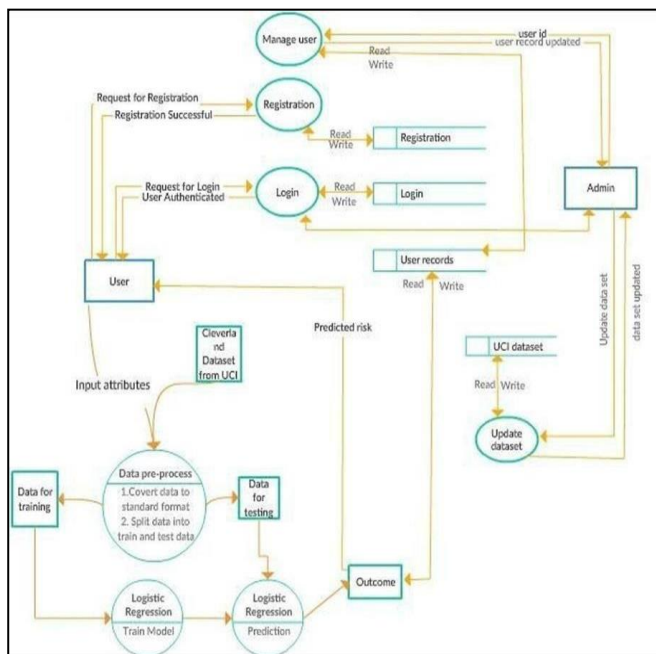 Manage user
user id
user record updated
Read
Write
Request for Registration
Registration Successful
Registration
Read
Write
Registration
Request for Login
User Authenticated
Login
Read
Write
Login
Admin
User
User records
Read
Write
Update data set
data set updated
Predicted risk
Cleverla
nd
Dataset
from UCI
UCI dataset
Input attributes
Read
Write
Update
dataset
Data pre-process
1.Covert data to
standard format
2. Split data into
train and test data
Data for
training
Data
for
testing
Outcome
Logistic
Regression
Train Model
Logistic
Regression
Prediction